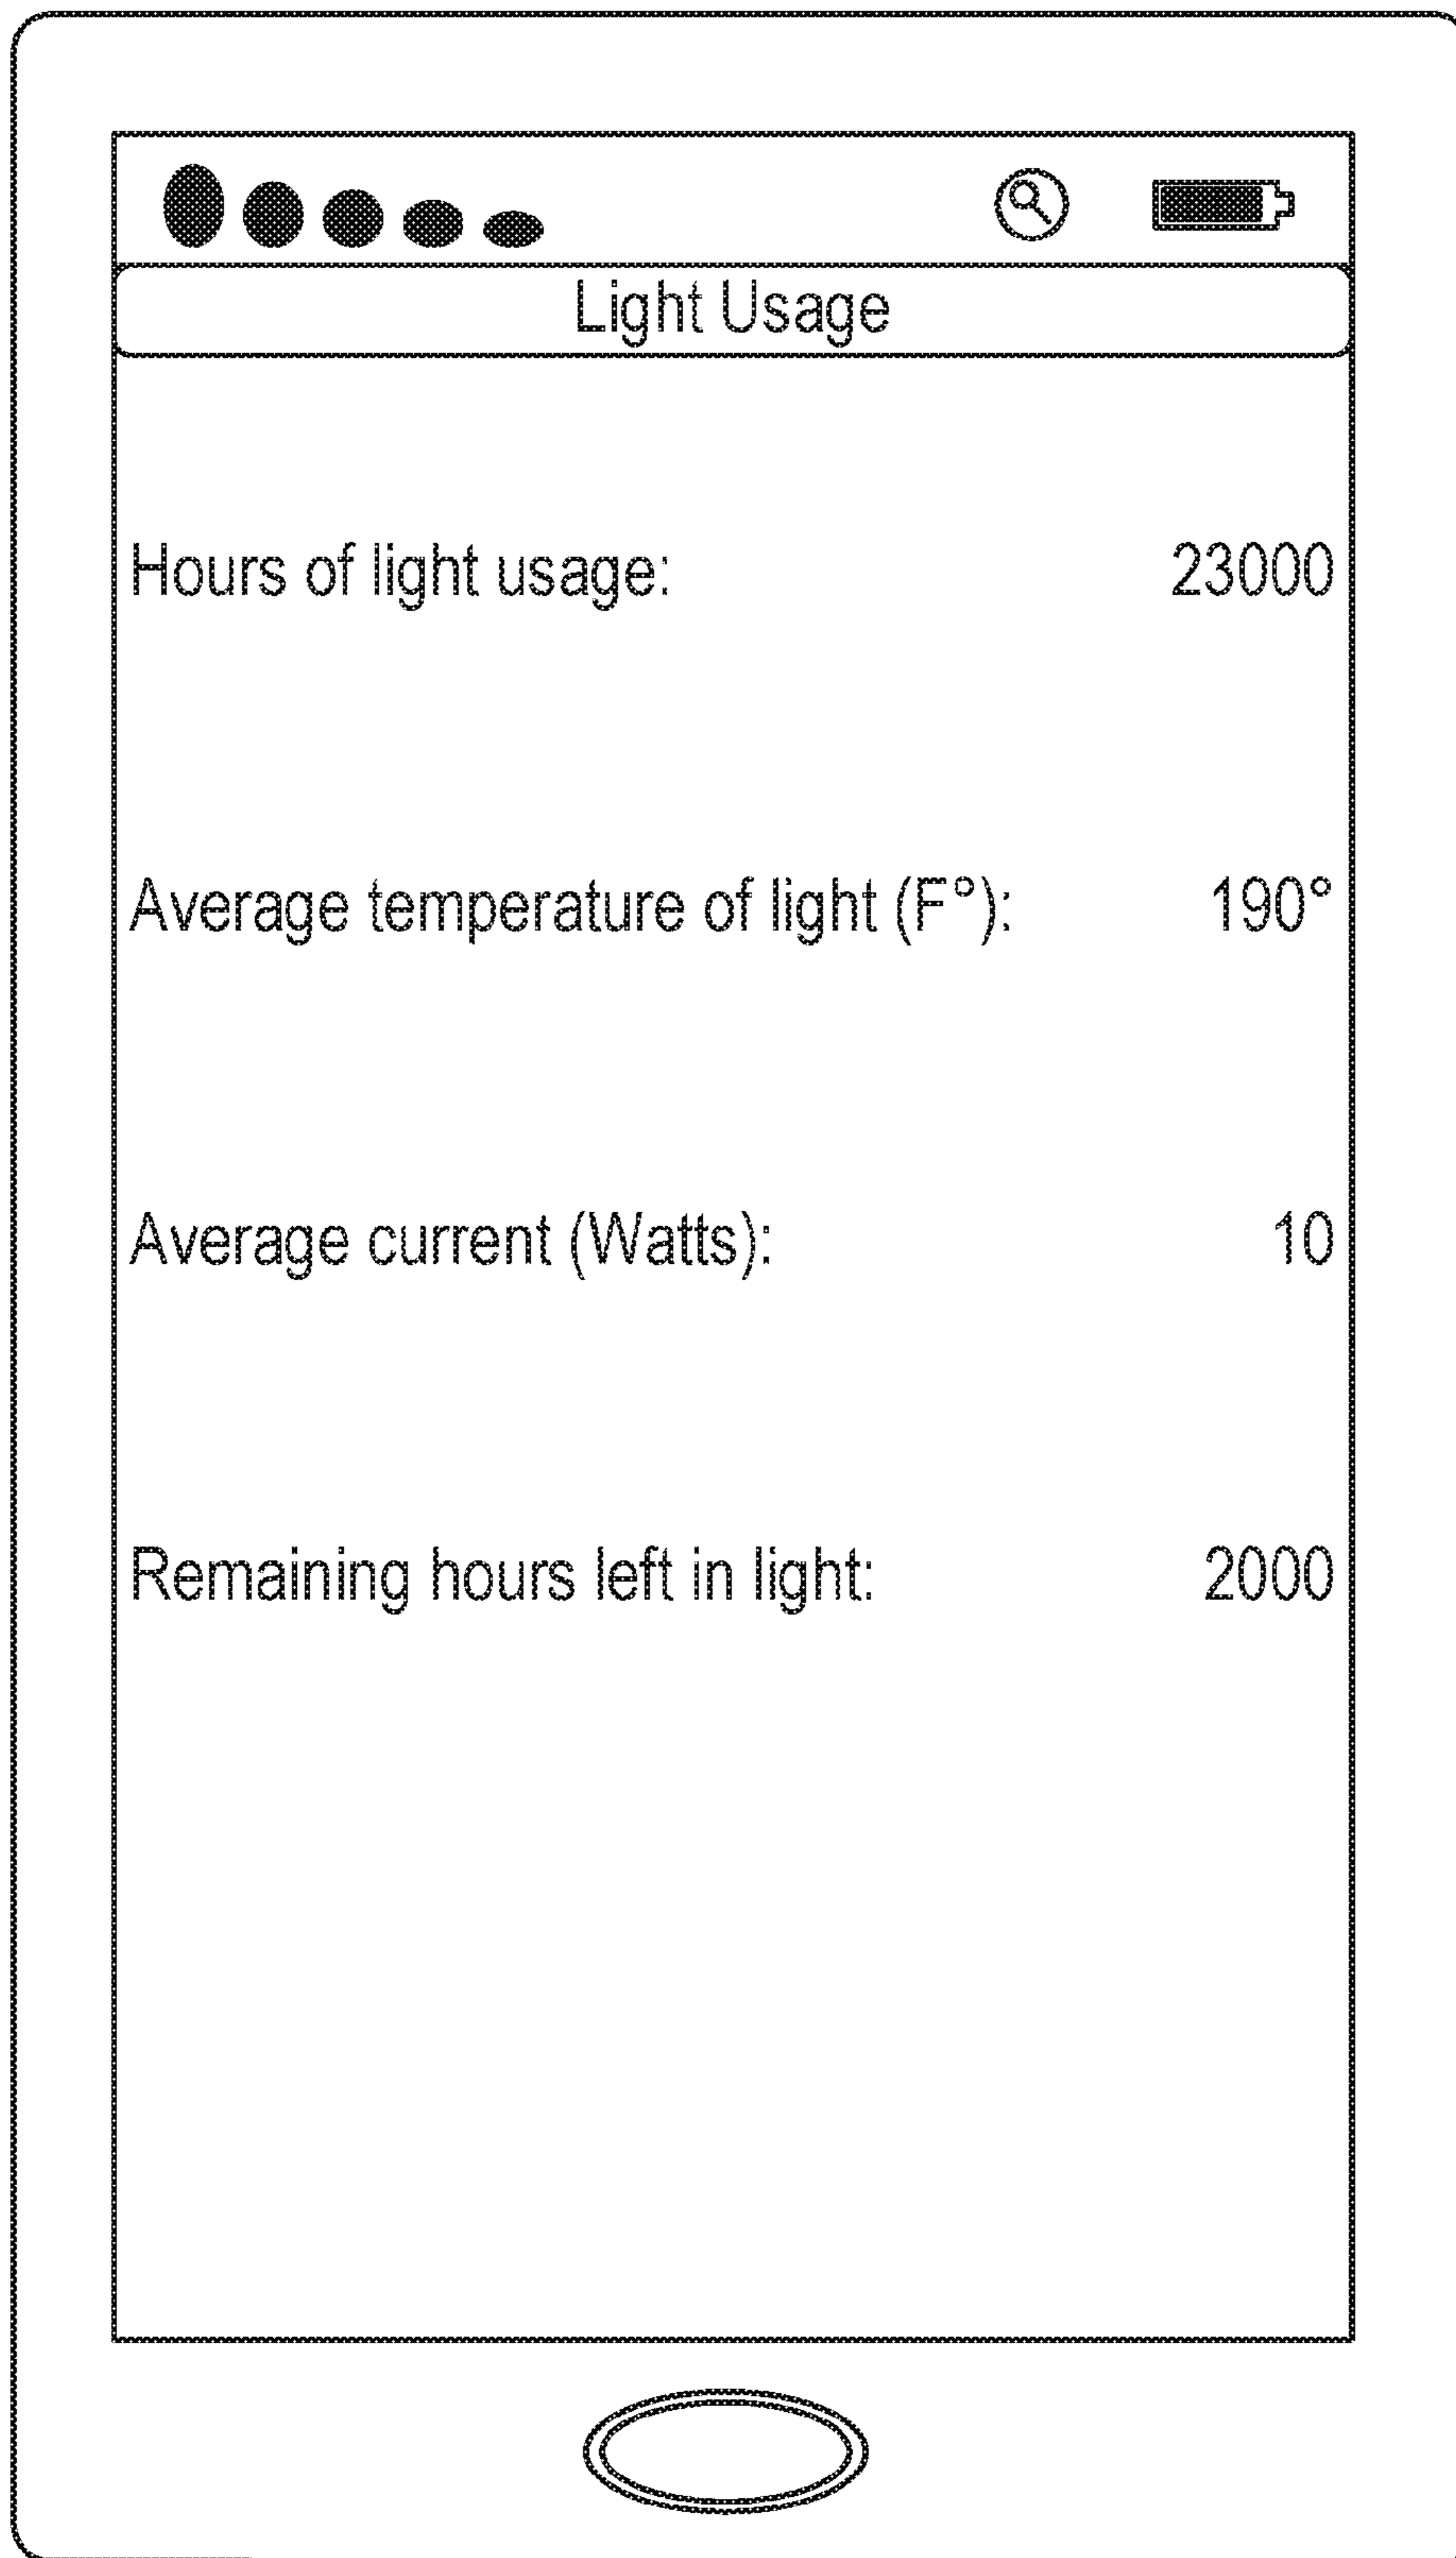 Light Usage
Hours of light usage: 23000
Average temperature of light (F°): 190°
Average current (Watts): 10
Remaining hours left in light: 2000